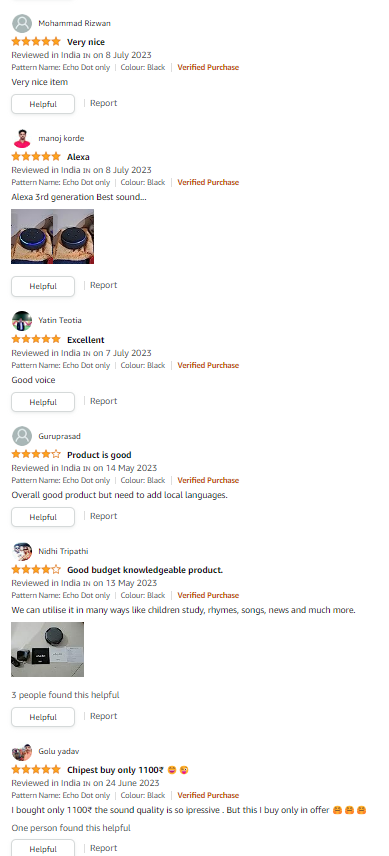 Mohammad Rizwan
Very nice
Reviewed in India IN on 8 July 2023
Pattern Name: Echo Dot only | Colour: Black | Verified Purchase
Very nice item
Helpful | Report
manoj korde
Alexa
Reviewed in India IN on 8 July 2023
Pattern Name: Echo Dot only | Colour: Black | Verified Purchase
Alexa 3rd generation Best sound...
Helpful | Report
Yatin Teotia
Excellent
Reviewed in India IN on 7 July 2023
Pattern Name: Echo Dot only | Colour: Black | Verified Purchase
Good voice
Helpful | Report
Guruprasad
Product is good
Reviewed in India IN on 14 May 2023
Pattern Name: Echo Dot only | Colour: Black | Verified Purchase
Overall good product but need to add local languages.
Helpful | Report
Nidhi Tripathi
Good budget knowledgeable product.
Reviewed in India IN on 13 May 2023
Pattern Name: Echo Dot only | Colour: Black | Verified Purchase
We can utilise it in many ways like children study, rhymes, songs, news and much more.
3 people found this helpful
Helpful | Report
Golu yadav
Chipest buy only 1100₹ 😍 🥵
Reviewed in India IN on 24 June 2023
Pattern Name: Echo Dot only | Colour: Black | Verified Purchase
I bought only 1100₹ the sound quality is so ipressive . But this I buy only in offer 🤗 🤗 🤗
One person found this helpful
Helpful | Report